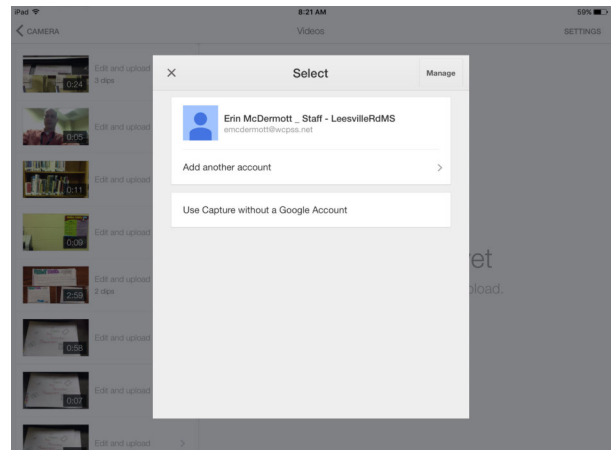 iPad 8:21 AM 59%
CAMERA Videos SETTINGS
Select Manage
Erin McDermott _ Staff - LeesvilleRdMS
emcdermott@wcpss.net
Add another account
Use Capture without a Google Account
Edit and upload
3 clips
0:24
Edit and upload
0:05
Edit and upload
0:11
Edit and upload
0:09
Edit and upload
2 clips
2:59
Edit and upload
0:58
Edit and upload
0:07
Edit and upload
et
pload.